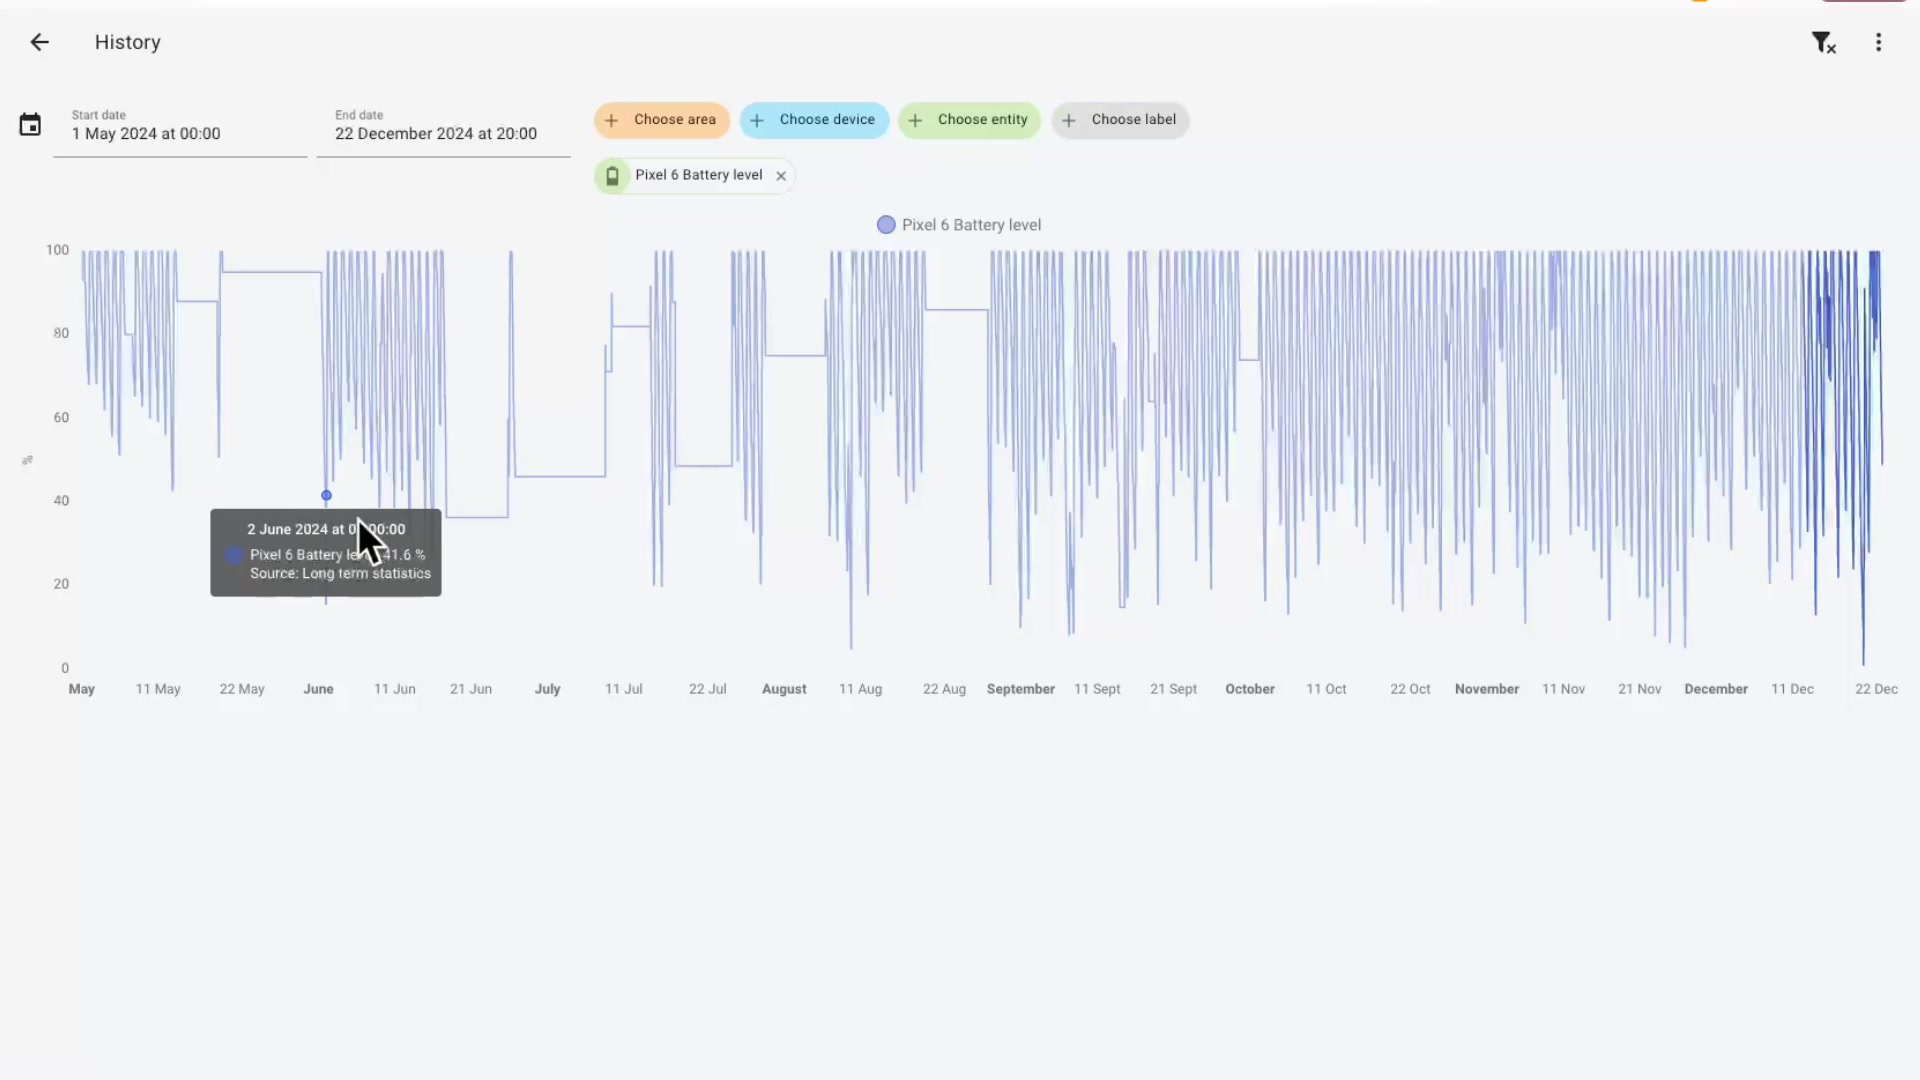 History
Start date
1 May 2024 at 00:00
End date
22 December 2024 at 20:00
Choose area
Choose device
Choose entity
Choose label
Pixel 6 Battery level
Pixel 6 Battery level
100
80
60
%
40
20
0
2 June 2024 at 00:00
Pixel 6 Battery 41.6 %
Source: Long term statistics
May 11 May 22 May June 11 Jun 21 Jun July 11 Jul 22 Jul August 11 Aug 22 Aug September 11 Sept 21 Sept October 11 Oct 22 Oct November 11 Nov 21 Nov December 11 Dec 22 Dec